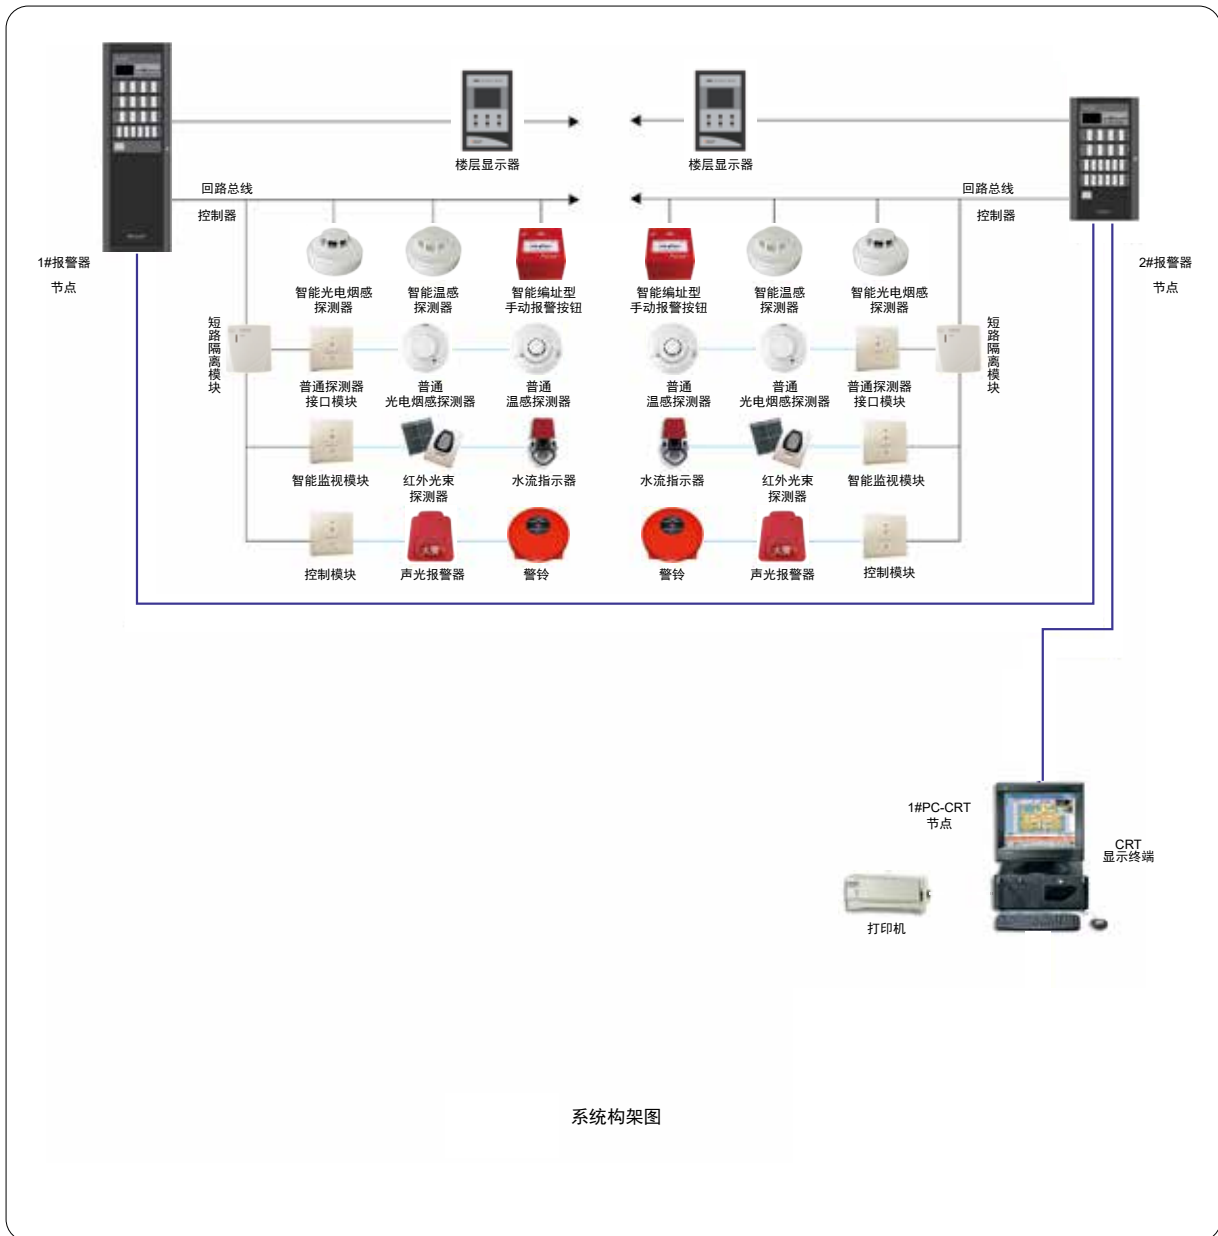 楼层显示器
楼层显示器
回路总线
控制器
回路总线
控制器
1#报警器
节点
2#报警器
节点
智能光电烟感
探测器
智能温感
探测器
智能编址型
手动报警按钮
智能编址型
手动报警按钮
智能温感
探测器
智能光电烟感
探测器
短路隔离模块
短路隔离模块
普通探测器
接口模块
普通
光电烟感探测器
普通
温感探测器
普通
温感探测器
普通
光电烟感探测器
普通探测器
接口模块
智能监视模块
红外光束
探测器
水流指示器
水流指示器
红外光束
探测器
智能监视模块
火警
火警
控制模块
声光报警器
警铃
警铃
声光报警器
控制模块
1#PC-CRT
节点
CRT
显示终端
打印机
系统构架图